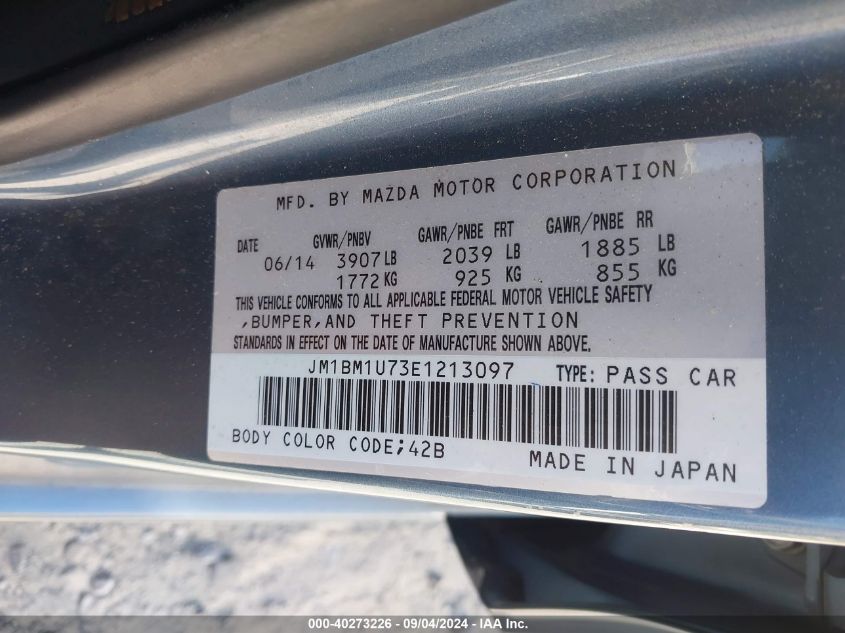 MFD. BY MAZDA MOTOR CORPORATION
DATE GVWR/PNBV GAWR/PNBE FRT GAWR/PNBE RR
06/14 3907 LB 2039 LB 1885 LB
1772 KG 925 KG 855 KG
THIS VEHICLE CONFORMS TO ALL APPLICABLE FEDERAL MOTOR VEHICLE SAFETY
,BUMPER,AND THEFT PREVENTION
STANDARDS IN EFFECT ON THE DATE OF MANUFACTURE SHOWN ABOVE.
JM1BM1U73E1213097 TYPE: PASS CAR
BODY COLOR CODE;42B
MADE IN JAPAN
000-40273226 - 09/04/2024 - IAA Inc.